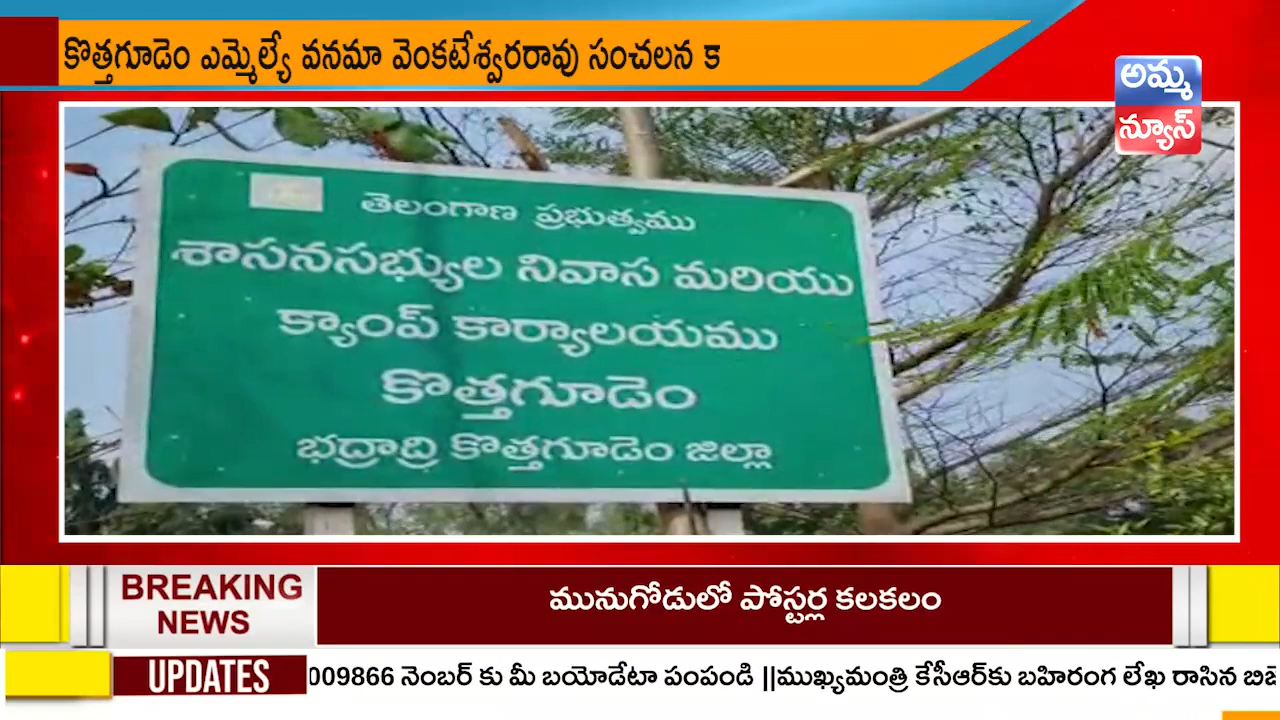 కొత్తగూడెం ఎమ్మెల్యే వనమా వెంకటేశ్వరరావు సంచలన
అమ్మ
న్యూస్
తెలంగాణ ప్రభుత్వము
శాసనసభ్యుల నివాస మరియు
క్యాంప్ కార్యాలయము
కొత్తగూడెం
భద్రాద్రి కొత్తగూడెం జిల్లా
BREAKING
NEWS
మునుగోడులో పోస్టర్ల కలకలం
UPDATES
009866 నెంబర్ కు మీ బయోడేటా పంపండి ||ముఖ్యమంత్రి కేసీఆర్‌కు బహిరంగ లేఖ రాసిన